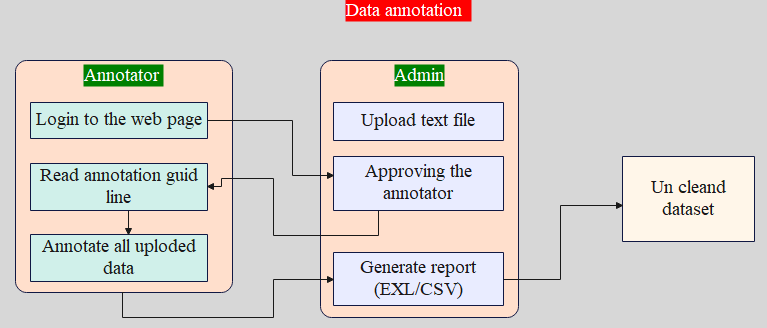 Data annotation
Annotator
Login to the web page
Read annotation guid
line
Annotate all uploded
data
Admin
Upload text file
Approving the
annotator
Generate report
(EXL/CSV)
Un cleand
dataset